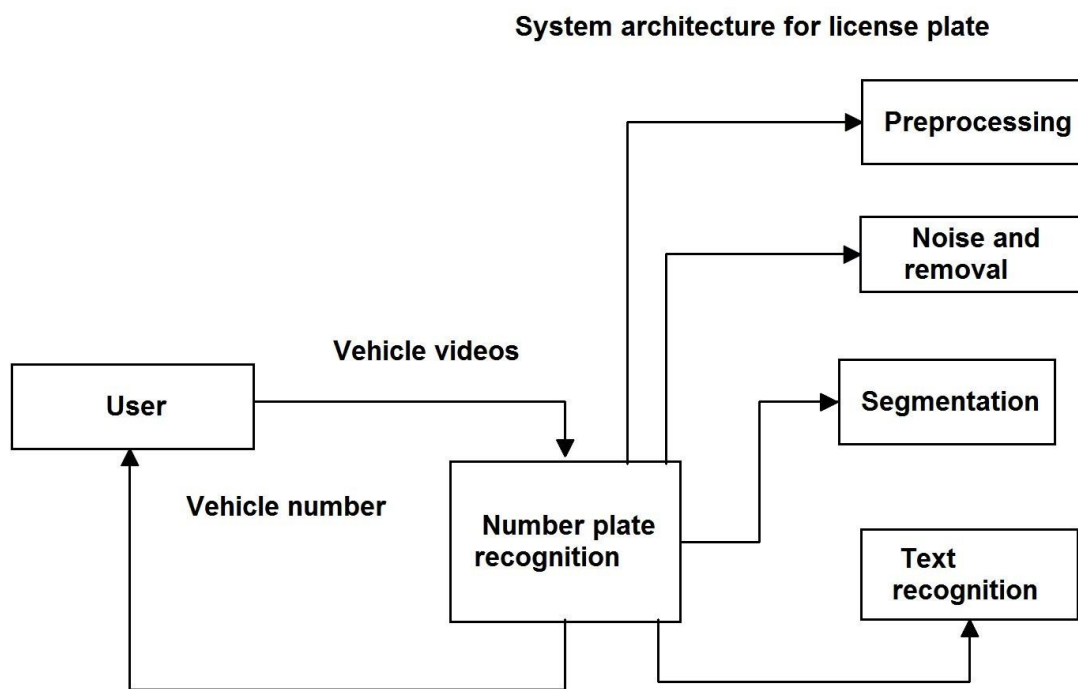 System architecture for license plate
Preprocessing
Noise and
removal
Vehicle videos
User
Segmentation
Vehicle number
Number plate
recognition
Text
recognition